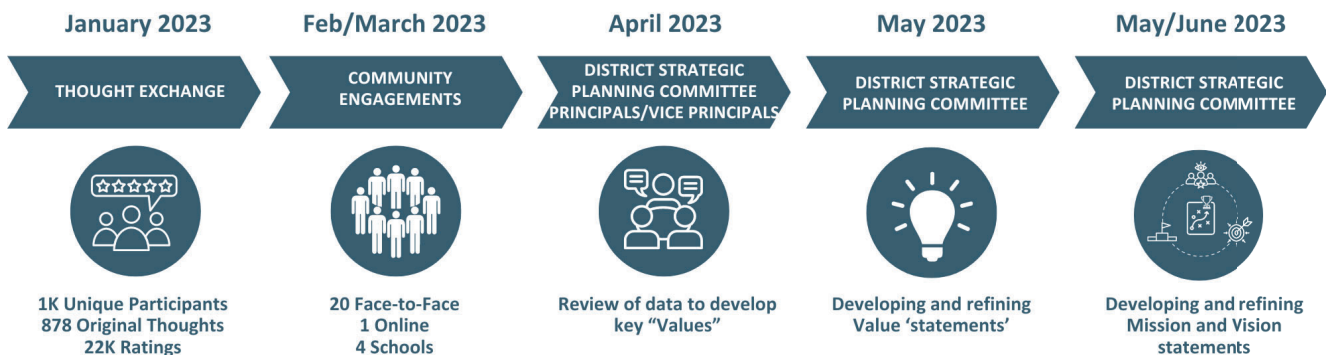 January 2023
THOUGHT EXCHANGE
1K Unique Participants
878 Original Thoughts
22K Ratings
Feb/March 2023
COMMUNITY
ENGAGEMENTS
20 Face-to-Face
1 Online
4 Schools
April 2023
DISTRICT STRATEGIC
PLANNING COMMITTEE
PRINCIPALS/VICE PRINCIPALS
Review of data to develop
key “Values”
May 2023
DISTRICT STRATEGIC
PLANNING COMMITTEE
Developing and refining
Value ‘statements’
May/June 2023
DISTRICT STRATEGIC
PLANNING COMMITTEE
Developing and refining
Mission and Vision
statements